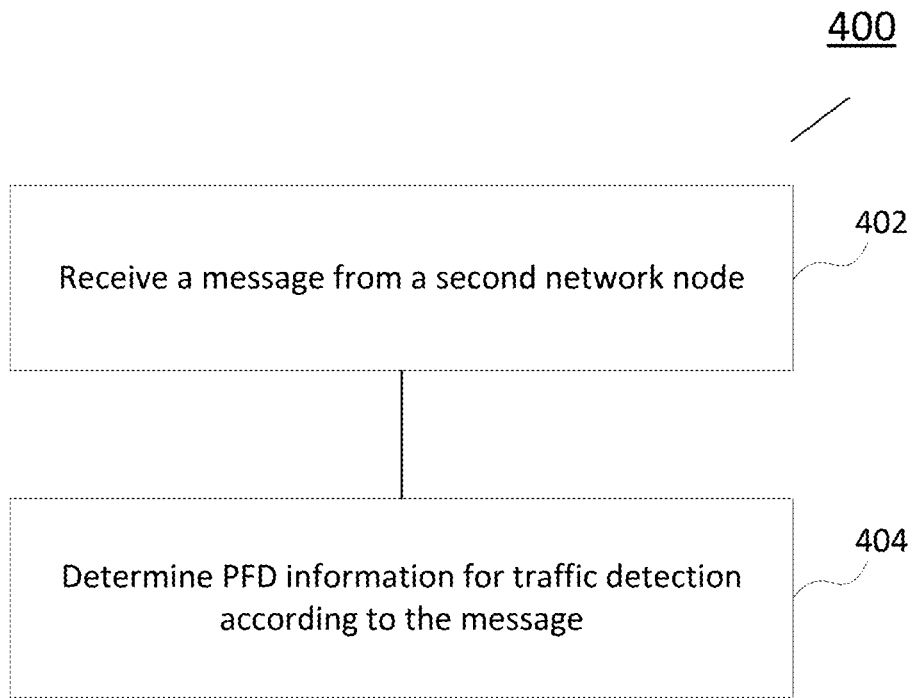 400
Receive a message from a second network node
402
Determine PFD information for traffic detection
according to the message
404